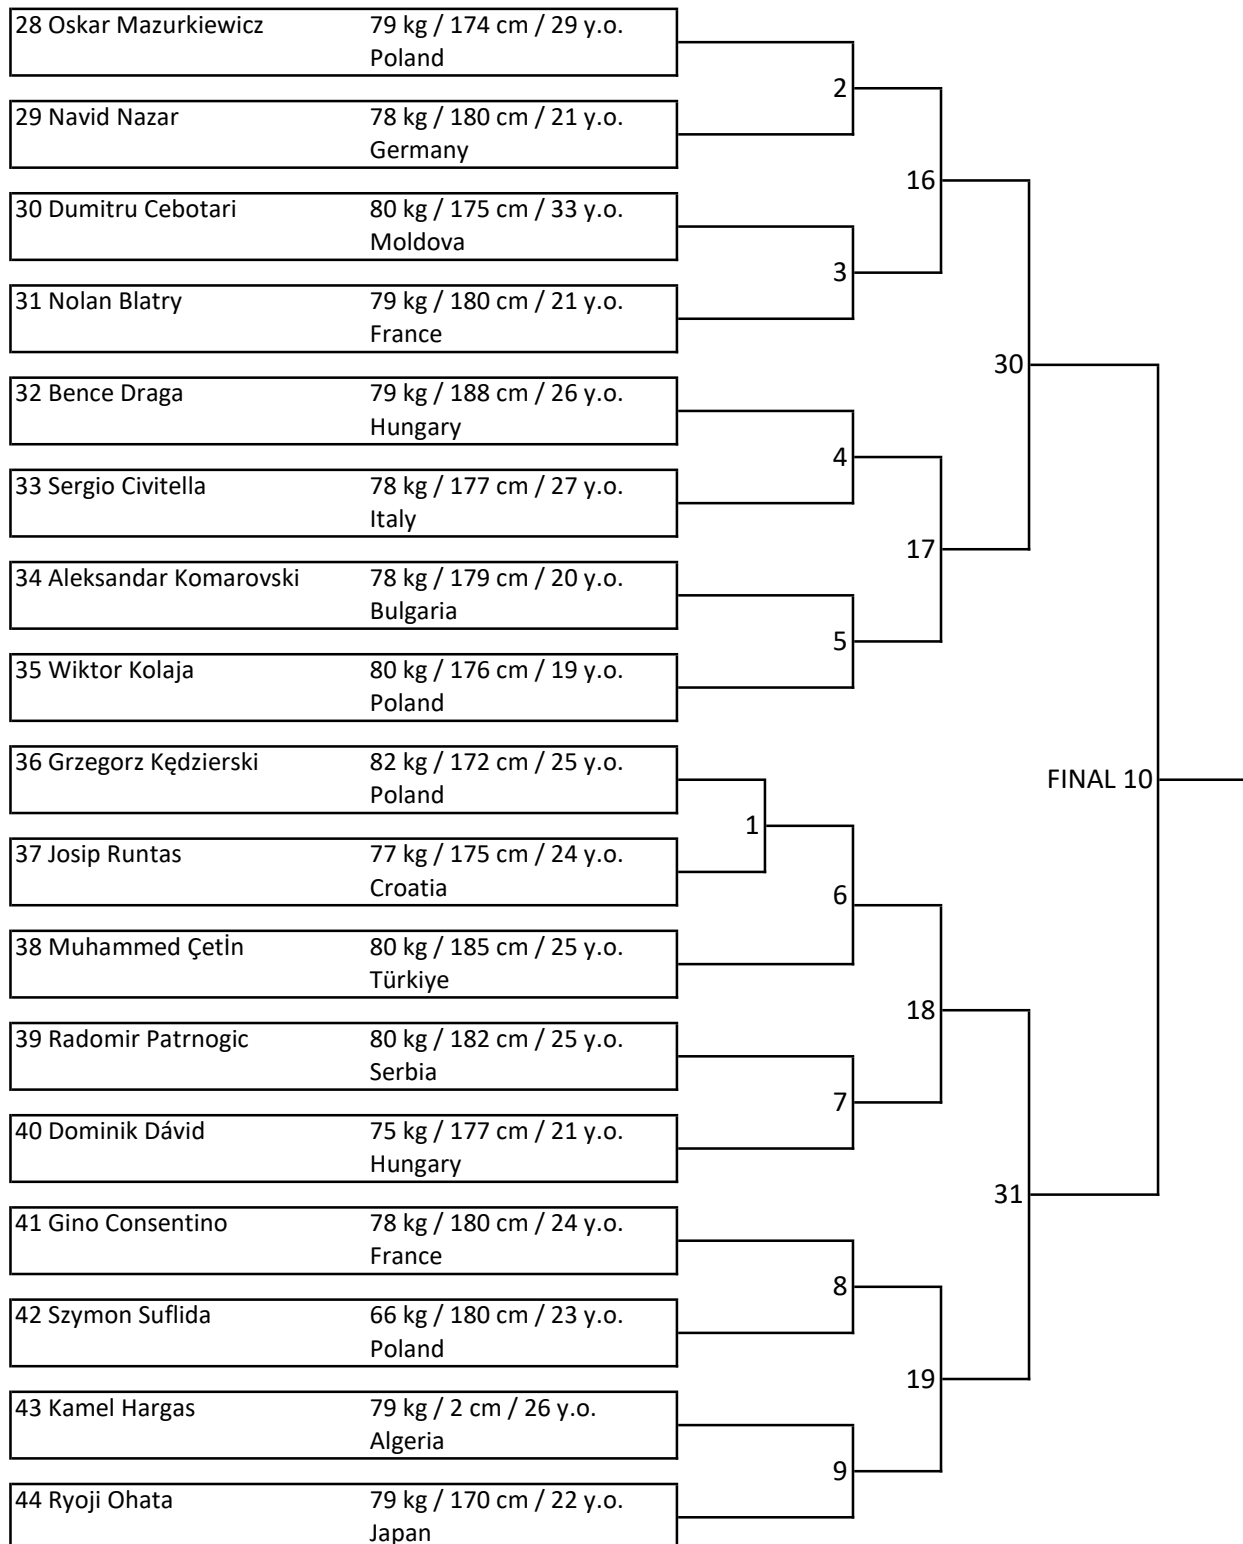 28 Oskar Mazurkiewicz 79 kg / 174 cm / 29 y.o.
Poland
2
29 Navid Nazar 78 kg / 180 cm / 21 y.o.
Germany
16
30 Dumitru Cebotari 80 kg / 175 cm / 33 y.o.
Moldova
3
31 Nolan Blatry 79 kg / 180 cm / 21 y.o.
France
30
32 Bence Draga 79 kg / 188 cm / 26 y.o.
Hungary
4
33 Sergio Civitella 78 kg / 177 cm / 27 y.o.
Italy
17
34 Aleksandar Komarovski 78 kg / 179 cm / 20 y.o.
Bulgaria
5
35 Wiktor Kolaja 80 kg / 176 cm / 19 y.o.
Poland
36 Grzegorz Kędzierski 82 kg / 172 cm / 25 y.o.
Poland
FINAL 10
1
37 Josip Runtas 77 kg / 175 cm / 24 y.o.
Croatia
6
38 Muhammed Çetİn 80 kg / 185 cm / 25 y.o.
Türkiye
18
39 Radomir Patrnogic 80 kg / 182 cm / 25 y.o.
Serbia
7
40 Dominik Dávid 75 kg / 177 cm / 21 y.o.
Hungary
31
41 Gino Consentino 78 kg / 180 cm / 24 y.o.
France
8
42 Szymon Suflida 66 kg / 180 cm / 23 y.o.
Poland
19
43 Kamel Hargas 79 kg / 2 cm / 26 y.o.
Algeria
9
44 Ryoji Ohata 79 kg / 170 cm / 22 y.o.
Japan